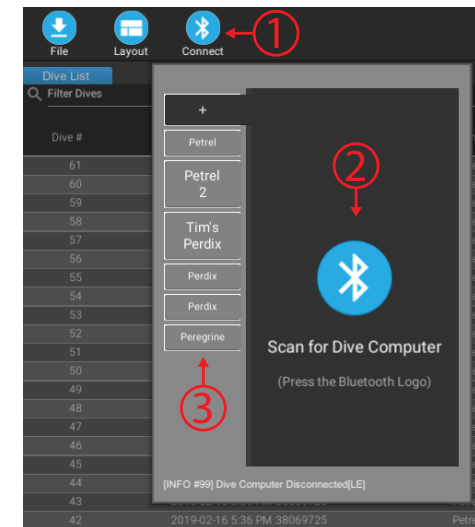 File
Layout
Connect
1
Dive List
Filter Dives
Dive #
61
60
59
58
57
56
55
54
53
52
51
50
49
48
47
46
45
44
43
42
+
Petrel
Petrel
2
Tim's
Perdix
Perdix
Perdix
Peregrine
3
2
Scan for Dive Computer
(Press the Bluetooth Logo)
[INFO #99] Dive Computer Disconnected[LE]
2019-02-16 5:36 PM 38069725